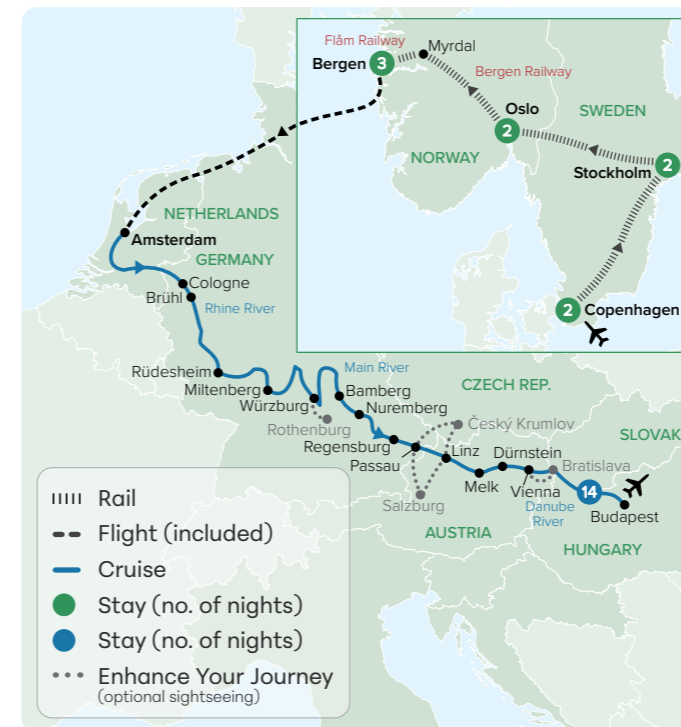 Flåm Railway
Myrdal
Bergen
3
Bergen Railway
Oslo
2
SWEDEN
NORWAY
Stockholm
2
2
Copenhagen
NETHERLANDS
Amsterdam
GERMANY
Cologne
Brühl
Rhine River
Rüdesheim
Miltenberg
Würzburg
Rothenburg
Main River
Bamberg
Nuremberg
CZECH REP.
Český Krumlov
Regensburg
Passau
Linz
Dürnstein
SLOVAK
Bratislava
Salzburg
Melk
Vienna
Danube
River
14
Budapest
AUSTRIA
HUNGARY
Rail
Flight (included)
Cruise
Stay (no. of nights)
Stay (no. of nights)
Enhance Your Journey
(optional sightseeing)